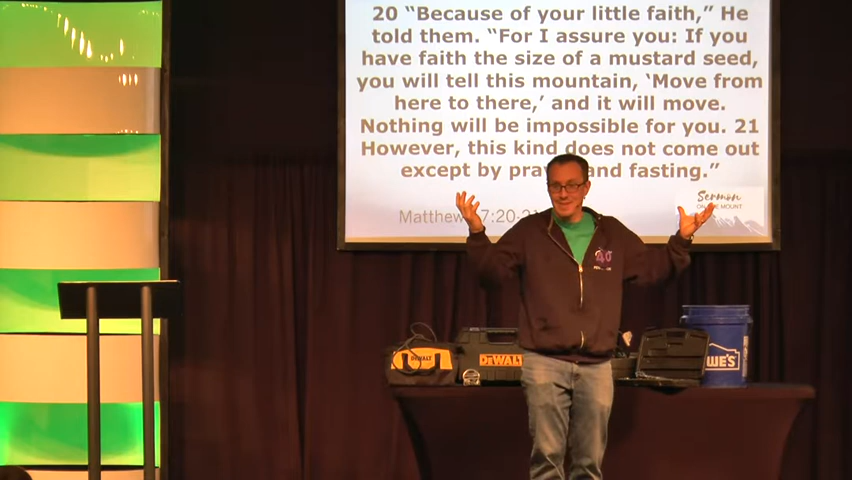 20 “Because of your little faith,” He
told them. “For I assure you: If you
have faith the size of a mustard seed,
you will tell this mountain, ‘Move from
here to there,’ and it will move.
Nothing will be impossible for you. 21
However, this kind does not come out
except by and fasting.”
Sermon
ON THE MOUNT
DEWALT
DEWALT